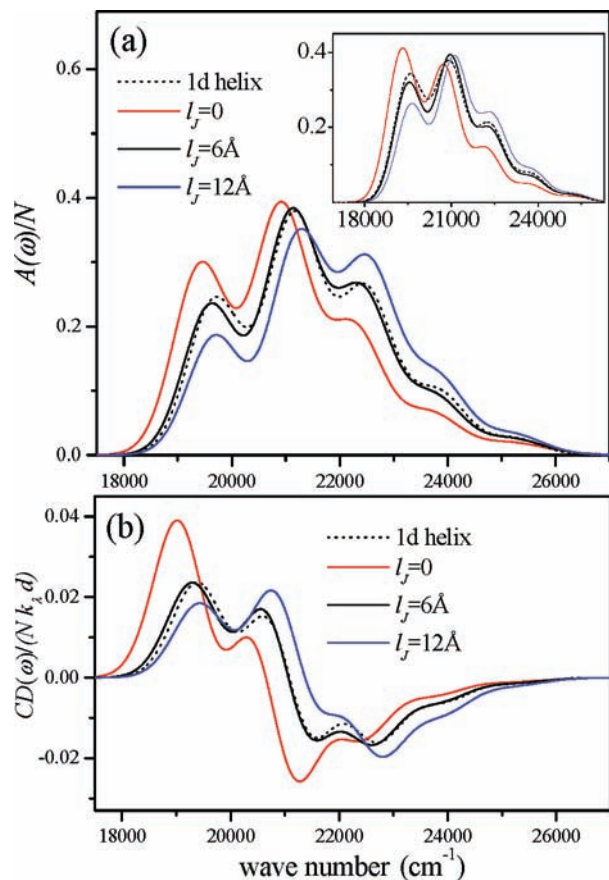 (a)
1d helix
l_J=0
l_J=6Å
l_J=12Å
A(ω)/N
0.6
0.4
0.2
0.0
18000 20000 22000 24000 26000
0.4
0.2
18000 21000 24000
(b)
1d helix
l_J=0
l_J=6Å
l_J=12Å
CD(ω)/(N k_λ d)
0.04
0.02
0.00
-0.02
18000 20000 22000 24000 26000
wave number (cm⁻¹)